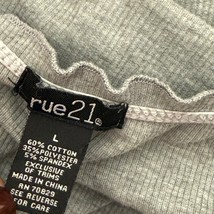 rue21®
L
60% COTTON
35% POLYESTER
5% SPANDEX
EXCLUSIVE
OF TRIMS
MADE IN CHINA
RN 70829
SEE REVERSE
FOR CARE